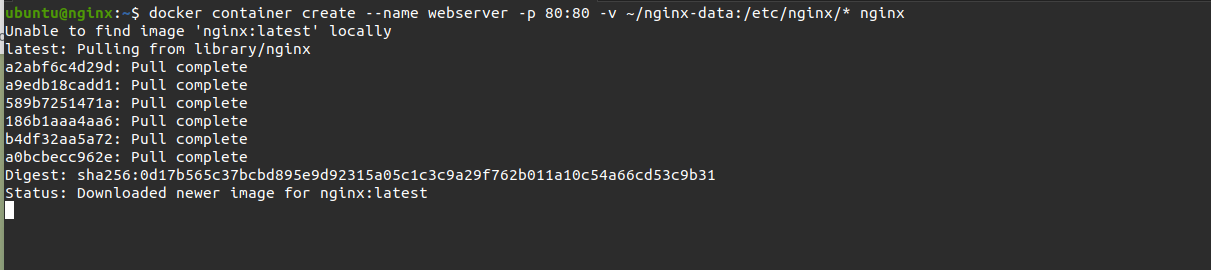 ubuntu@nginx:~$ docker container create --name webserver -p 80:80 -v ~/nginx-data:/etc/nginx/* nginx
Unable to find image 'nginx:latest' locally
latest: Pulling from library/nginx
a2abf6c4d29d: Pull complete
a9edb18cadd1: Pull complete
589b7251471a: Pull complete
186b1aaa4aa6: Pull complete
b4df32aa5a72: Pull complete
a0bcbecc962e: Pull complete
Digest: sha256:0d17b565c37bcbd895e9d92315a05c1c3c9a29f762b011a10c54a66cd53c9b31
Status: Downloaded newer image for nginx:latest